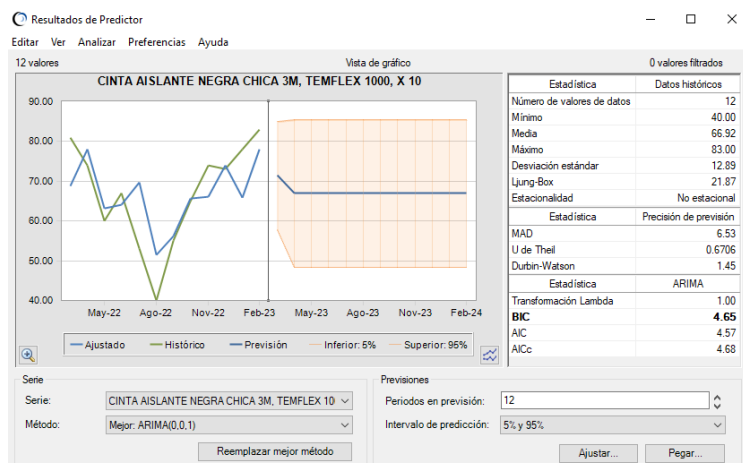 Resultados de Predictor
Editar Ver Analizar Preferencias Ayuda
12 valores Vista de gráfico 0 valores filtrados
CINTA AISLANTE NEGRA CHICA 3M, TEMFLEX 1000, X 10
90.00
80.00
70.00
60.00
50.00
40.00
May-22 Ago-22 Nov-22 Feb-23 May-23 Ago-23 Nov-23 Feb-24
Ajustado Histórico Previsión Inferior: 5% Superior: 95%
Estadística Datos históricos
Número de valores de datos 12
Mínimo 40.00
Media 66.92
Máximo 83.00
Desviación estándar 12.89
Ljung-Box 21.87
Estacionalidad No estacional
Estadística Precisión de previsión
MAD 6.53
U de Theil 0.6706
Durbin-Watson 1.45
Estadística ARIMA
Transformación Lambda 1.00
BIC 4.65
AIC 4.57
AICc 4.68
Serie
Serie: CINTA AISLANTE NEGRA CHICA 3M, TEMFLEX 10
Método: Mejor: ARIMA(0,0,1)
Reemplazar mejor método
Previsiones
Periodos en previsión: 12
Intervalo de predicción: 5% y 95%
Ajustar... Pegar...